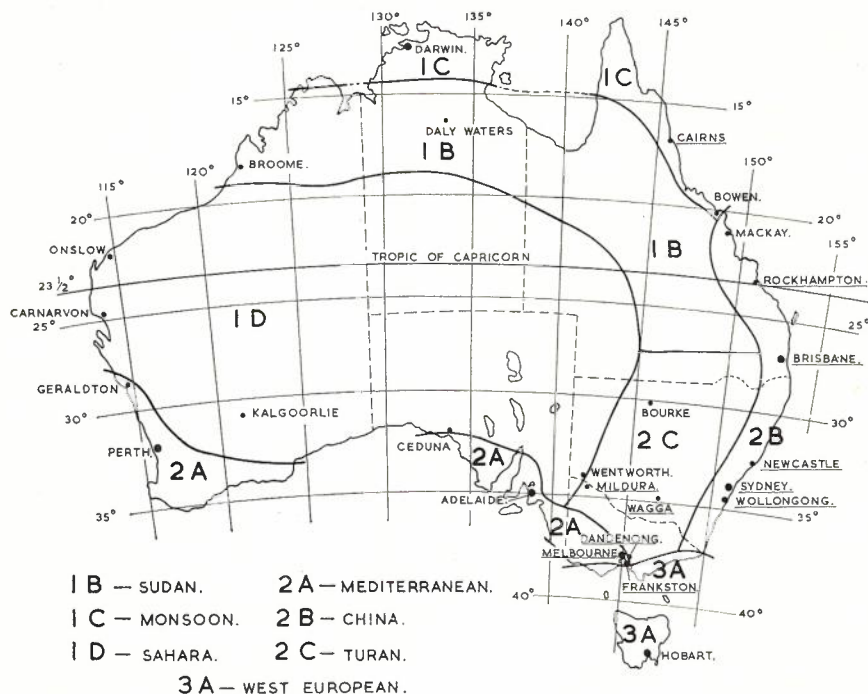 130°
135°
140°
145°
125°
DARWIN.
1C
1C
15°
15°
DALY WATERS
CAIRNS
1B
BROOME.
120°
150°
115°
BOWEN.
20°
20°
MACKAY.
1B
155°
ONSLOW
TROPIC OF CAPRICORN
23½°
ROCKHAMPTON.
CARNARVON
25°
25°
1D
BRISBANE.
GERALDTON
BOURKE
30°
30°
KALGOORLIE
CEDUNA
2C
2B
PERTH.
2A
2A
NEWCASTLE
WENTWORTH.
MILDURA.
SYDNEY.
ADELAIDE
WAGGA
WOLLONGONG.
35°
35°
2A
DANDENONG.
MELBOURNE
3A
FRANKSTON
40°
40°
3A
HOBART.
1B — SUDAN. 2A — MEDITERRANEAN.
1C — MONSOON. 2B — CHINA.
1D — SAHARA. 2C — TURAN.
3A — WEST EUROPEAN.